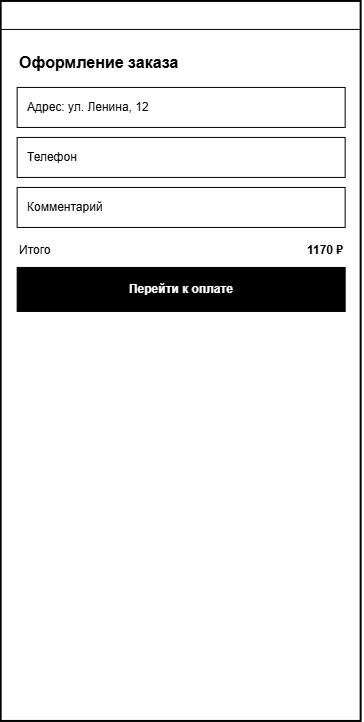 Оформление заказа
Адрес: ул. Ленина, 12
Телефон
Комментарий
Итого 1170 ₽
Перейти к оплате